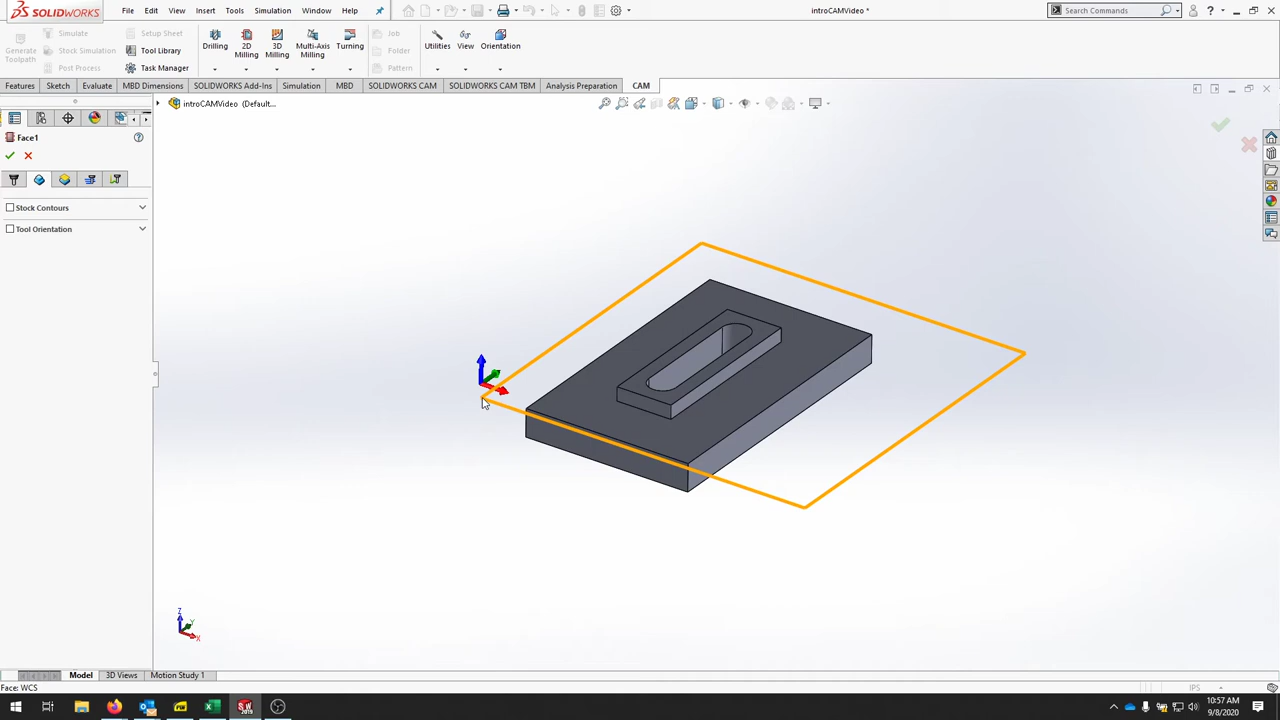 SOLIDWORKS File Edit View Insert Tools Simulation Window Help introCAMVideo * Search Commands
Generate Toolpath
Simulate
Stock Simulation
Post Process
Setup Sheet
Tool Library
Task Manager
Drilling
2D Milling
3D Milling
Multi-Axis Milling
Turning
Job
Folder
Pattern
Utilities
View
Orientation
Features Sketch Evaluate MBD Dimensions SOLIDWORKS Add-Ins Simulation MBD SOLIDWORKS CAM SOLIDWORKS CAM TBM Analysis Preparation CAM
introCAMVideo (Default...
Face1
Stock Contours
Tool Orientation
Z
Y
X
Model 3D Views Motion Study 1
Face: WCS IPS
10:57 AM
9/8/2020